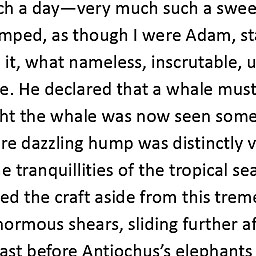 ch a day—very much such a swee
mped, as though I were Adam, sta
it, what nameless, inscrutable, u
e. He declared that a whale must
ht the whale was now seen some
re dazzling hump was distinctly v
e tranquillities of the tropical sea
ed the craft aside from this treme
normous shears, sliding further af
ast before Antiochus’s elephants